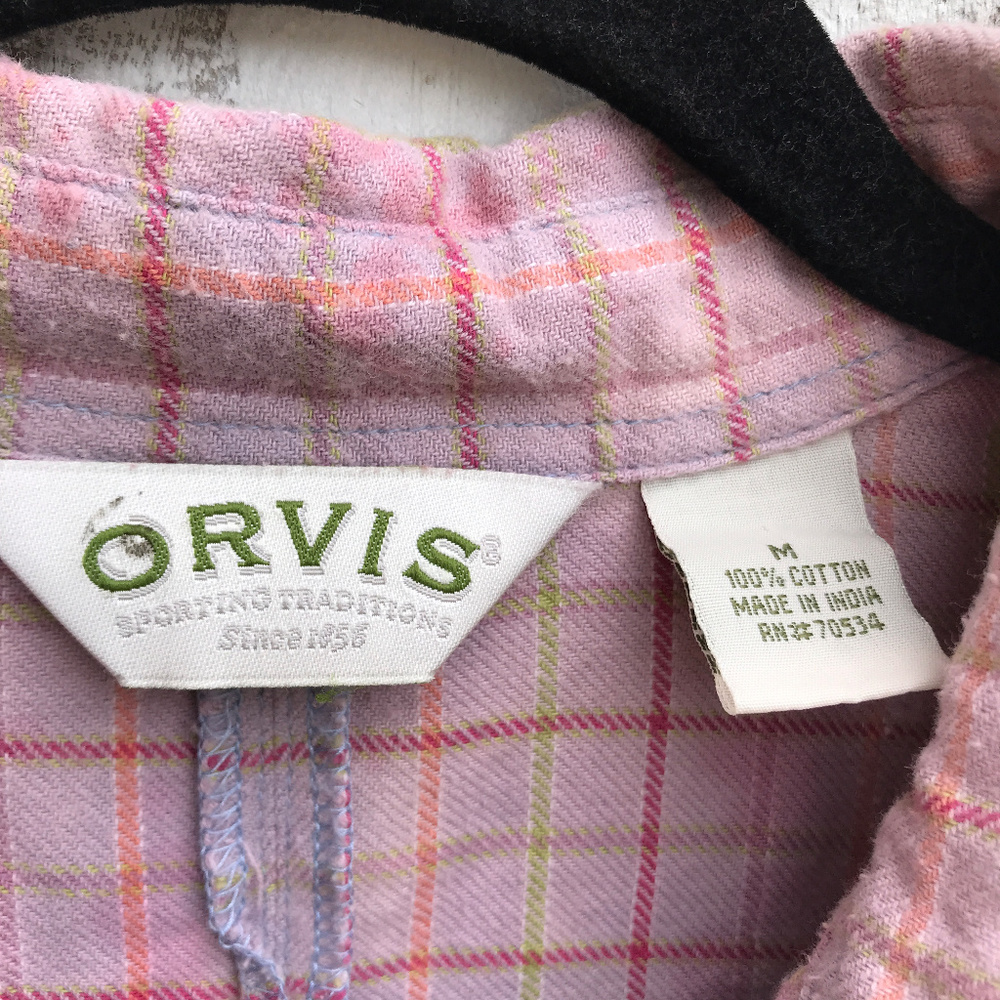 ORVIS®
SPORTING TRADITIONS
Since 1856
M
100% COTTON
MADE IN INDIA
RN#70534